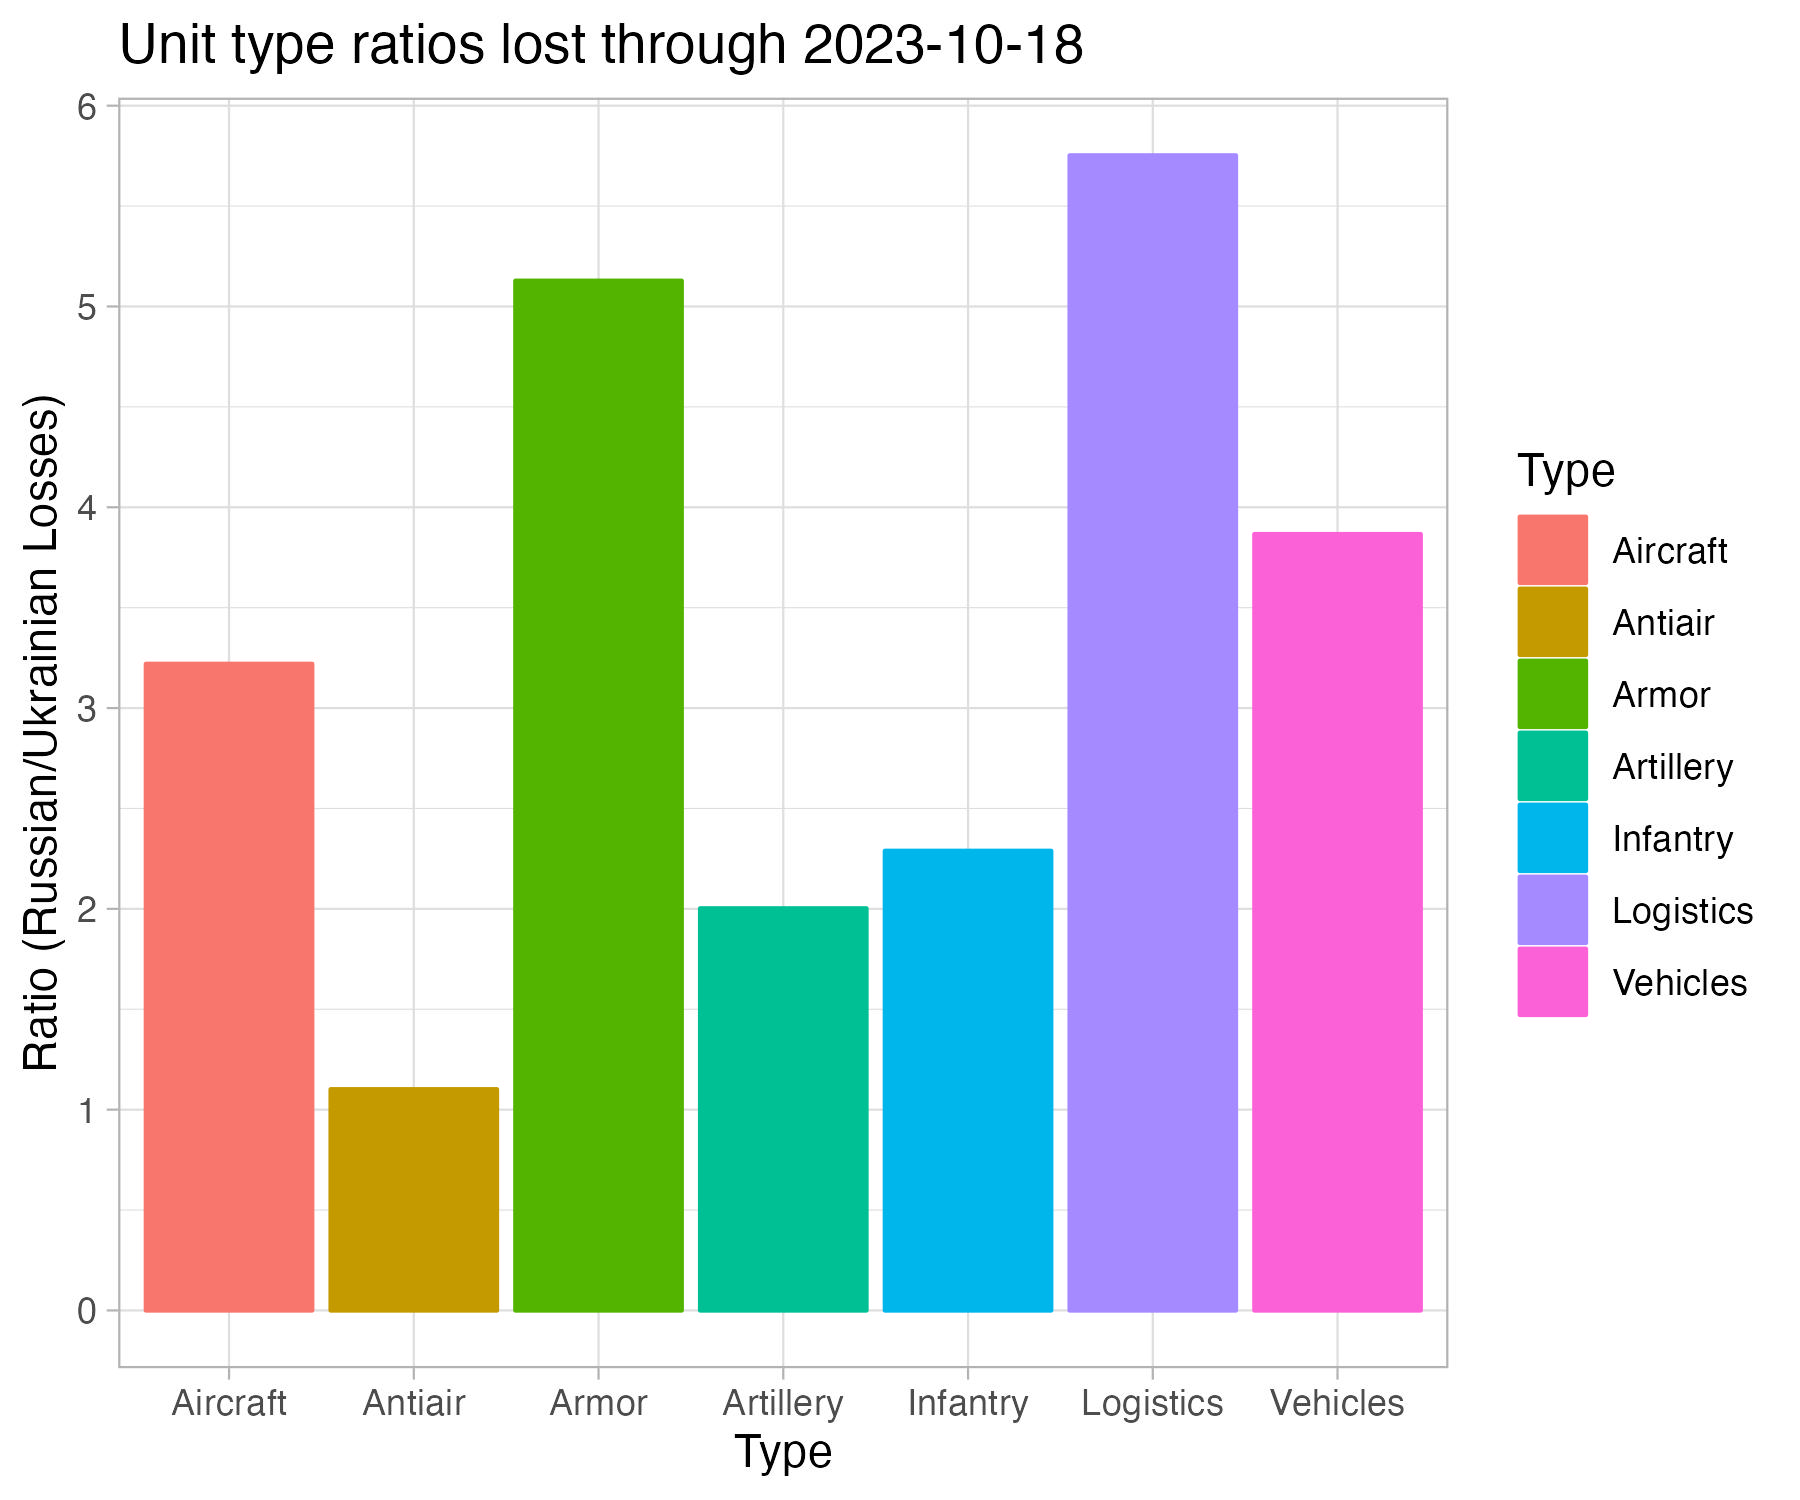 Unit type ratios lost through 2023-10-18
Ratio (Russian/Ukrainian Losses)
6
5
4
3
2
1
0
Aircraft Antiair Armor Artillery Infantry Logistics Vehicles
Type
Type
Aircraft
Antiair
Armor
Artillery
Infantry
Logistics
Vehicles